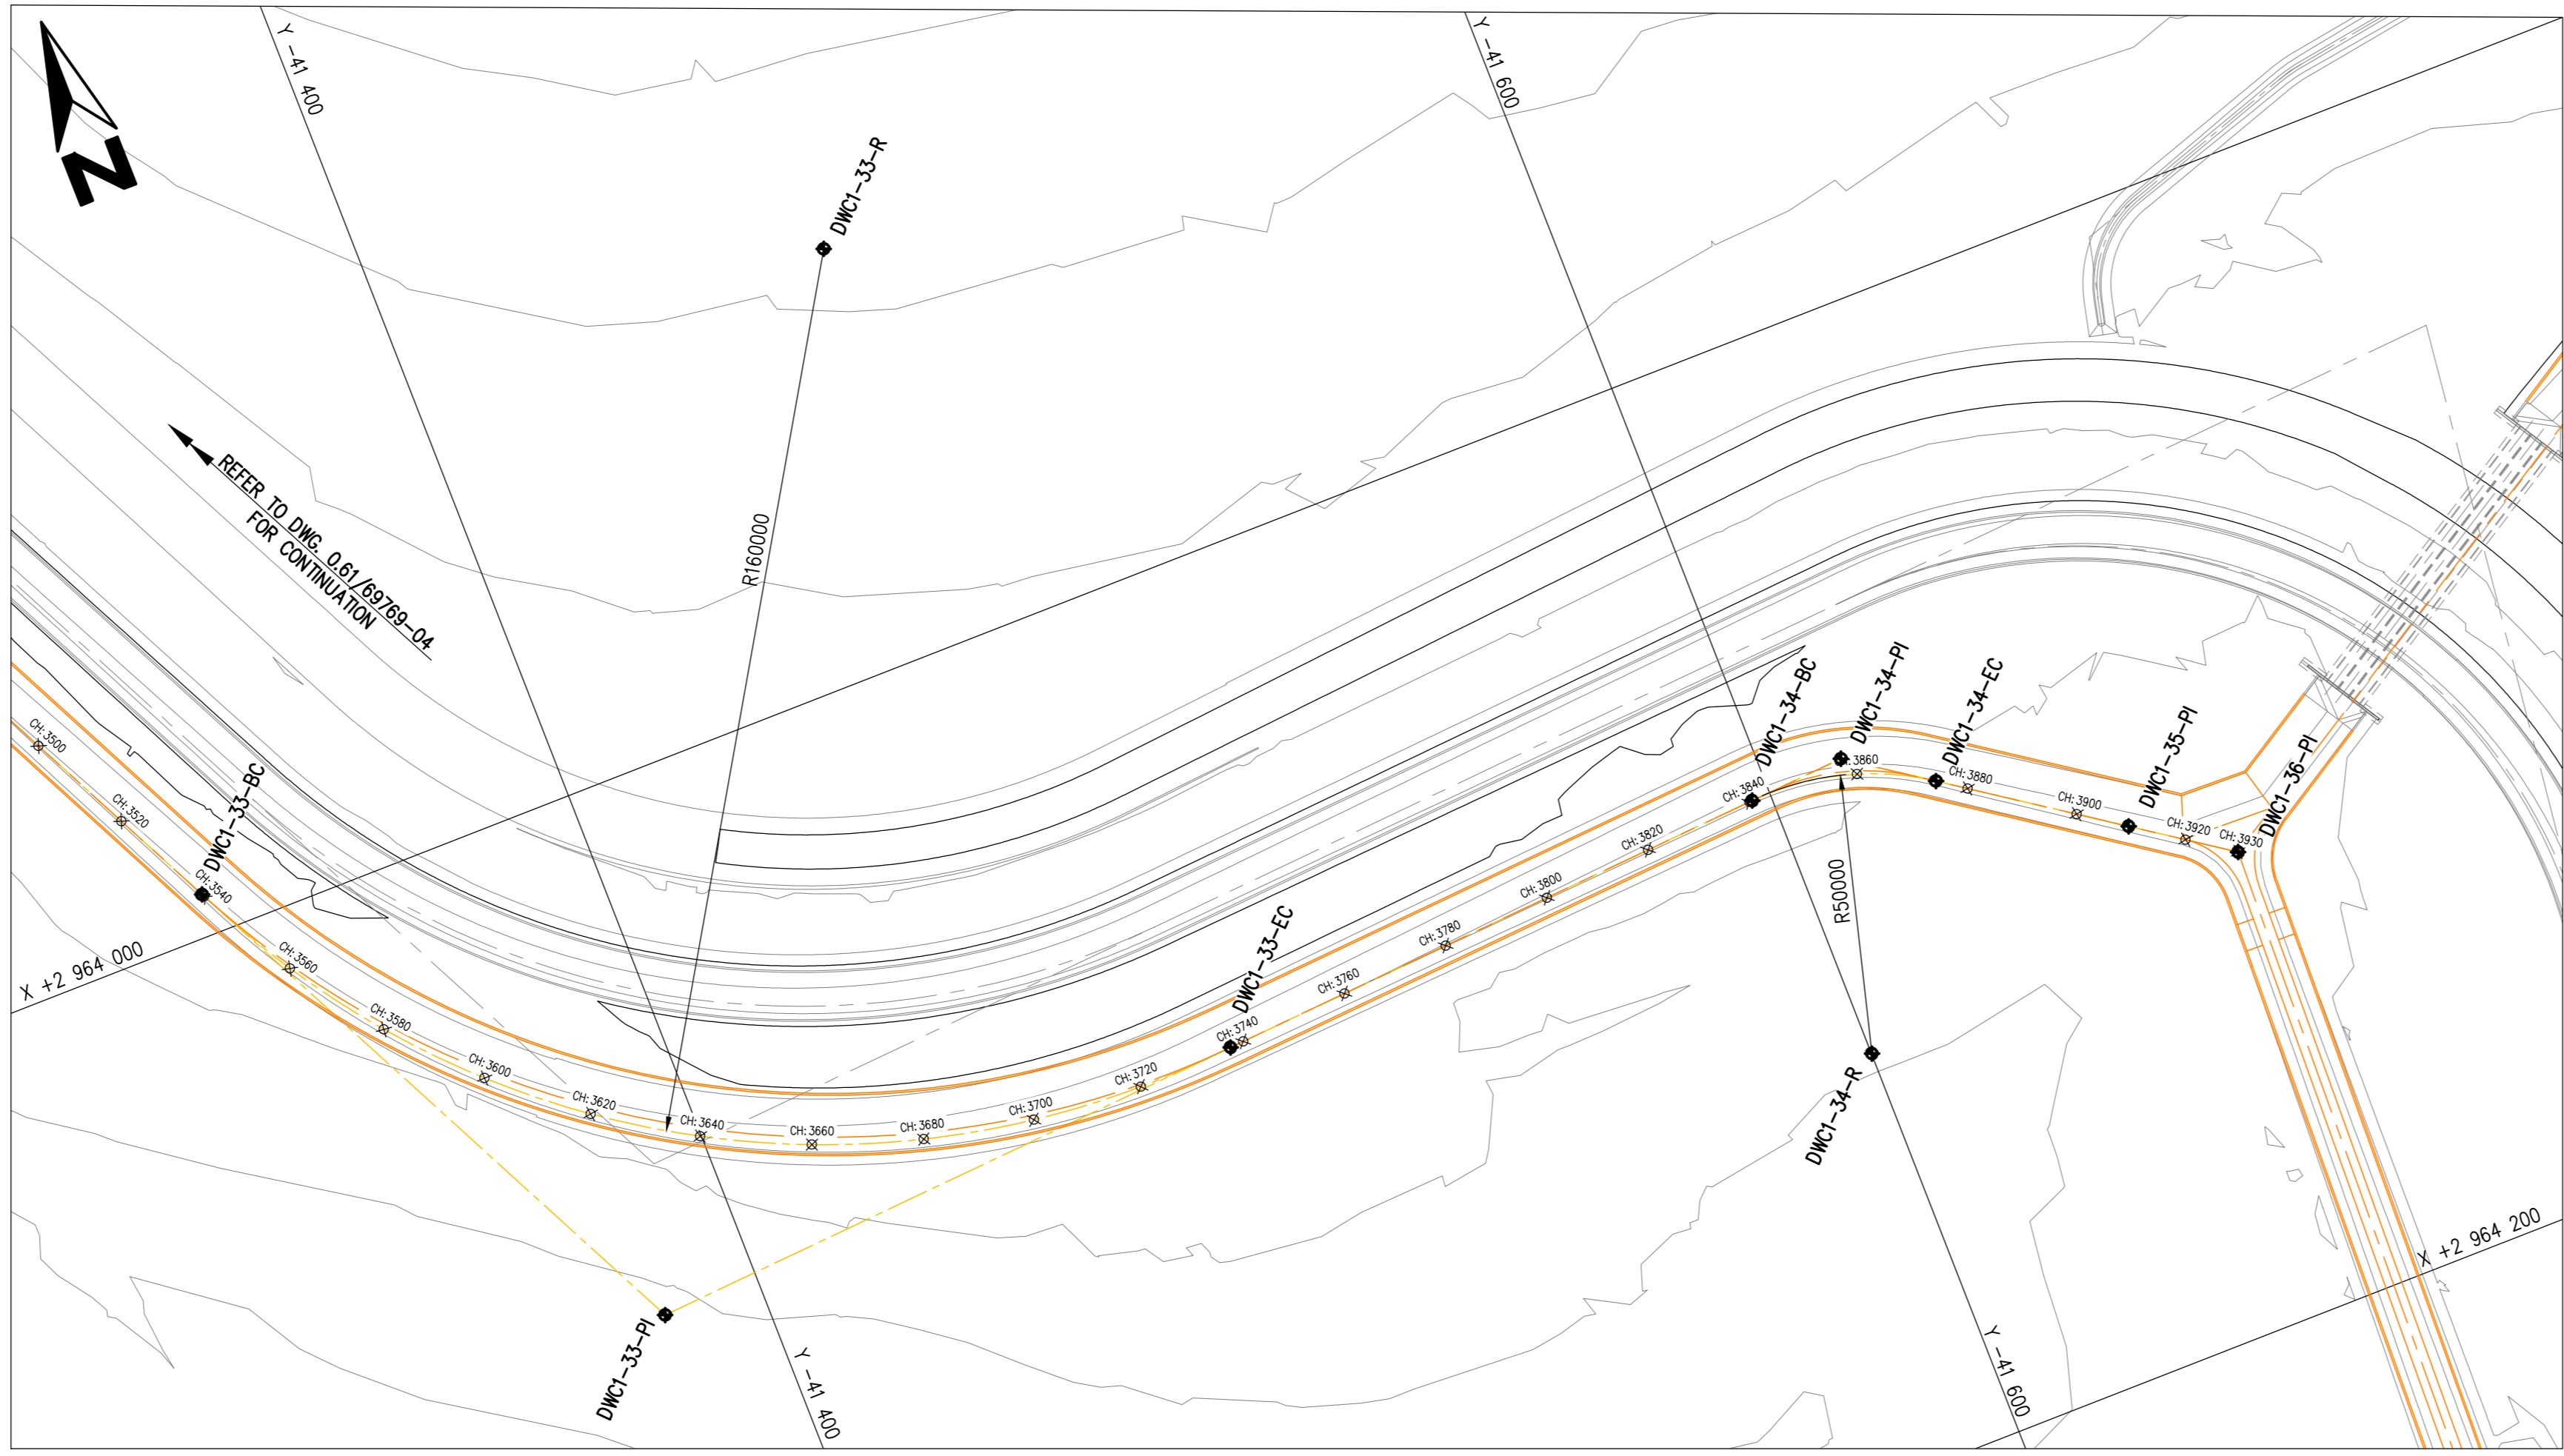 N
Y -41 400
Y -41 600
DWC1-33-R
REFER TO DWG. 0.61/69769-04
FOR CONTINUATION
R160000
CH:3500
CH:3520
DWC1-33-BC
CH:3540
CH:3560
CH:3580
CH:3600
CH:3620
CH:3640
CH:3660
CH:3680
CH:3700
CH:3720
DWC1-33-EC
CH:3740
CH:3760
CH:3780
CH:3800
CH:3820
CH:3840
DWC1-34-BC
DWC1-34-PI
:3860
DWC1-34-EC
CH:3880
CH:3900
DWC1-35-PI
CH:3920
CH:3930
DWC1-36-PI
R50000
DWC1-34-R
X +2 964 000
X +2 964 200
DWC1-33-PI
Y -41 400
Y -41 600